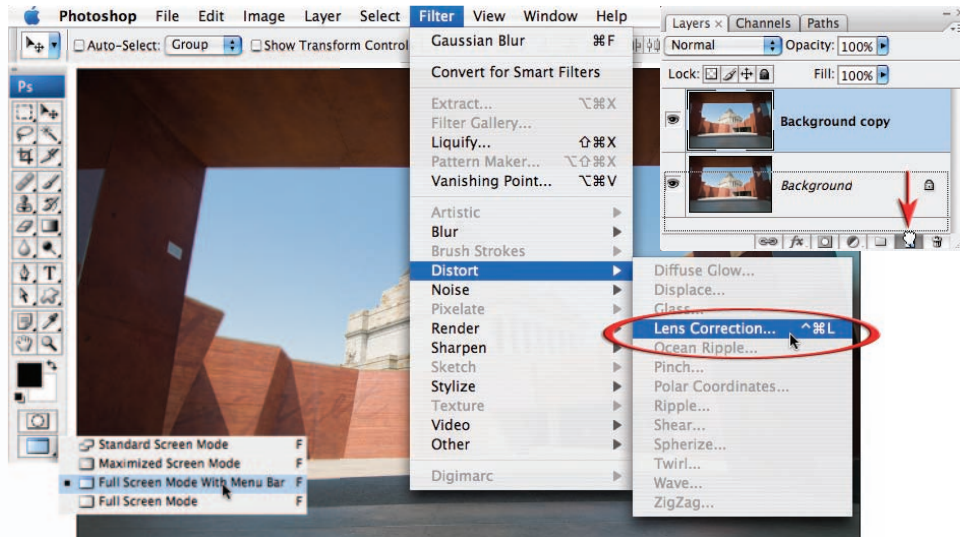 Photoshop File Edit Image Layer Select Filter View Window Help
Auto-Select: Group Show Transform Control
Ps
Gaussian Blur ⌘F
Convert for Smart Filters
Extract... ⌥⌘X
Filter Gallery...
Liquify... ⇧⌘X
Pattern Maker... ⌥⇧⌘X
Vanishing Point... ⌥⌘V
Artistic
Blur
Brush Strokes
Distort
Noise
Pixelate
Render
Sharpen
Sketch
Stylize
Texture
Video
Other
Digimarc
Diffuse Glow...
Displace...
Glass...
Lens Correction... ^⌘L
Ocean Ripple...
Pinch...
Polar Coordinates...
Ripple...
Shear...
Spherize...
Twirl...
Wave...
ZigZag...
Layers × Channels Paths
Normal Opacity: 100%
Lock: Fill: 100%
Background copy
Background
fx
T
Standard Screen Mode F
Maximized Screen Mode F
Full Screen Mode With Menu Bar F
Full Screen Mode F